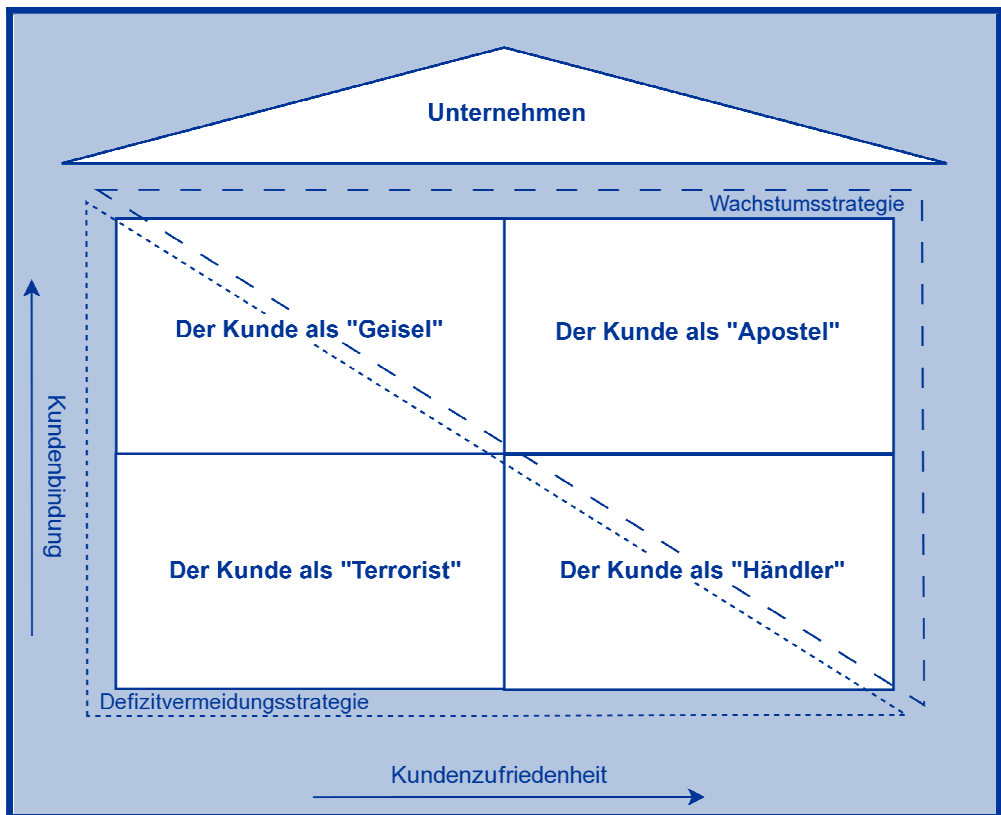 Unternehmen
Wachstumsstrategie
Der Kunde als "Geisel"
Der Kunde als "Apostel"
Kundenbindung
Der Kunde als "Terrorist"
Der Kunde als "Händler"
Defizitvermeidungsstrategie
Kundenzufriedenheit